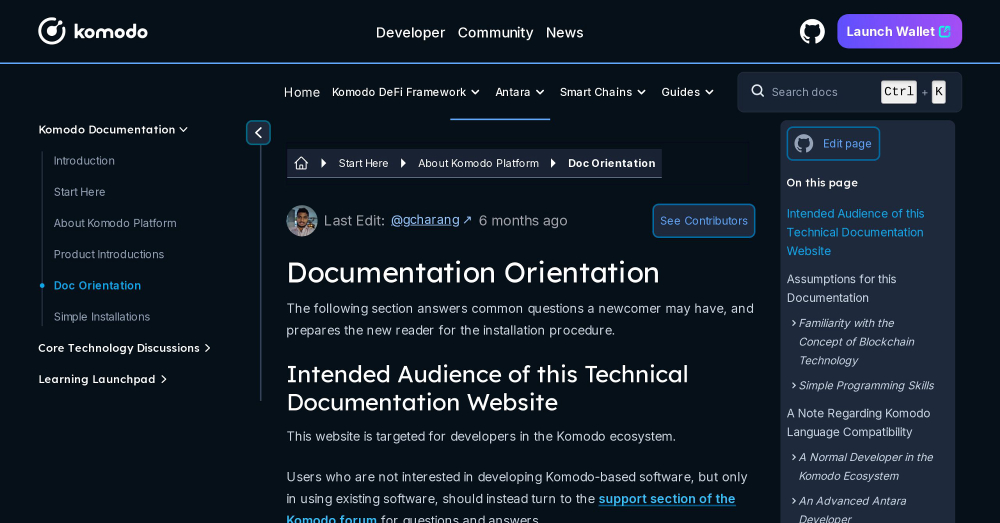 komodo
Developer Community News
Launch Wallet
Home Komodo DeFi Framework Antara Smart Chains Guides
Search docs Ctrl + K
Komodo Documentation
Introduction
Start Here
About Komodo Platform
Product Introductions
Doc Orientation
Simple Installations
Core Technology Discussions
Learning Launchpad
Start Here About Komodo Platform Doc Orientation
Last Edit: @gcharang ↗ 6 months ago
See Contributors
Documentation Orientation
The following section answers common questions a newcomer may have, and
prepares the new reader for the installation procedure.
Intended Audience of this Technical
Documentation Website
This website is targeted for developers in the Komodo ecosystem.
Users who are not interested in developing Komodo-based software, but only
in using existing software, should instead turn to the support section of the
Komodo forum for questions and answers.
Edit page
On this page
Intended Audience of this
Technical Documentation
Website
Assumptions for this
Documentation
Familiarity with the
Concept of Blockchain
Technology
Simple Programming Skills
A Note Regarding Komodo
Language Compatibility
A Normal Developer in the
Komodo Ecosystem
An Advanced Antara
Developer